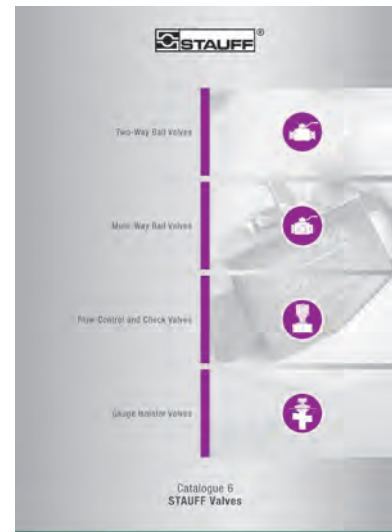 STAUFF®
Two-Way Ball Valves
Multi-Way Ball Valves
Flow Control and Check Valves
Gauge Isolator Valves
Catalogue 6
STAUFF Valves